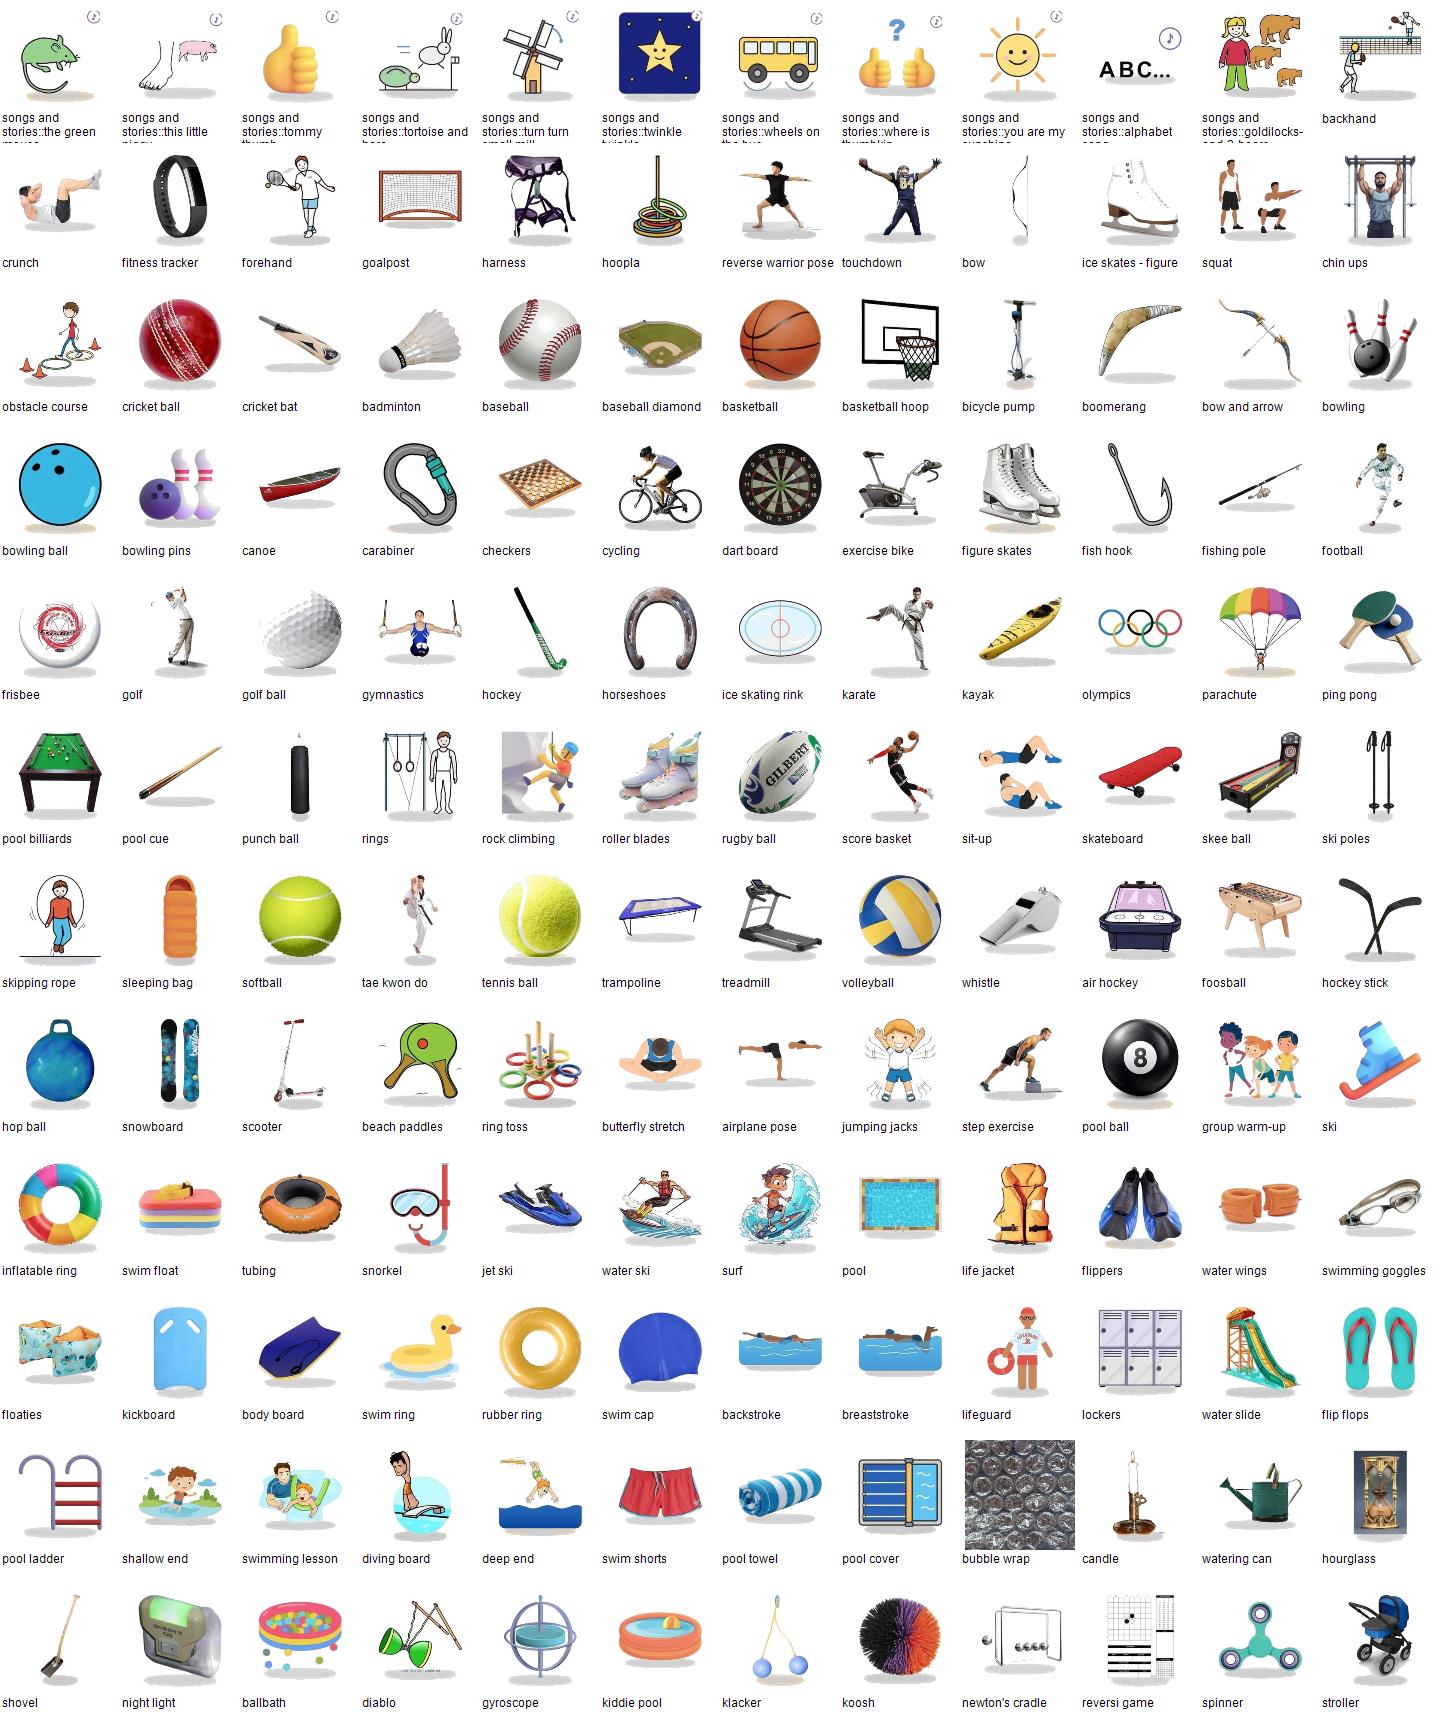 songs and stories::the green
songs and stories::this little
songs and stories::tommy
songs and stories::tortoise and
songs and stories::turn turn
songs and stories::twinkle
songs and stories::wheels on
?
songs and stories::where is
songs and stories::you are my
ABC...
songs and stories::alphabet
songs and stories::goldilocks-
backhand
crunch
fitness tracker
forehand
goalpost
harness
hoopla
reverse warrior pose
84
touchdown
bow
ice skates - figure
squat
chin ups
obstacle course
cricket ball
cricket bat
badminton
baseball
baseball diamond
basketball
basketball hoop
bicycle pump
boomerang
bow and arrow
bowling
bowling ball
bowling pins
canoe
carabiner
checkers
cycling
dart board
exercise bike
figure skates
fish hook
fishing pole
football
frisbee
golf
golf ball
gymnastics
hockey
horseshoes
ice skating rink
karate
kayak
olympics
parachute
ping pong
pool billiards
pool cue
punch ball
rings
rock climbing
roller blades
GILBERT
rugby ball
score basket
sit-up
skateboard
skee ball
ski poles
skipping rope
sleeping bag
softball
tae kwon do
tennis ball
trampoline
treadmill
volleyball
whistle
air hockey
foosball
hockey stick
hop ball
snowboard
scooter
beach paddles
ring toss
butterfly stretch
airplane pose
jumping jacks
step exercise
8
pool ball
group warm-up
ski
inflatable ring
swim float
tubing
snorkel
jet ski
water ski
surf
pool
life jacket
flippers
water wings
swimming goggles
floaties
kickboard
body board
swim ring
rubber ring
swim cap
backstroke
breaststroke
lifeguard
lockers
water slide
flip flops
pool ladder
shallow end
swimming lesson
diving board
deep end
swim shorts
pool towel
pool cover
bubble wrap
candle
watering can
hourglass
shovel
night light
ballbath
diablo
gyroscope
kiddie pool
klacker
koosh
newton's cradle
reversi game
spinner
stroller